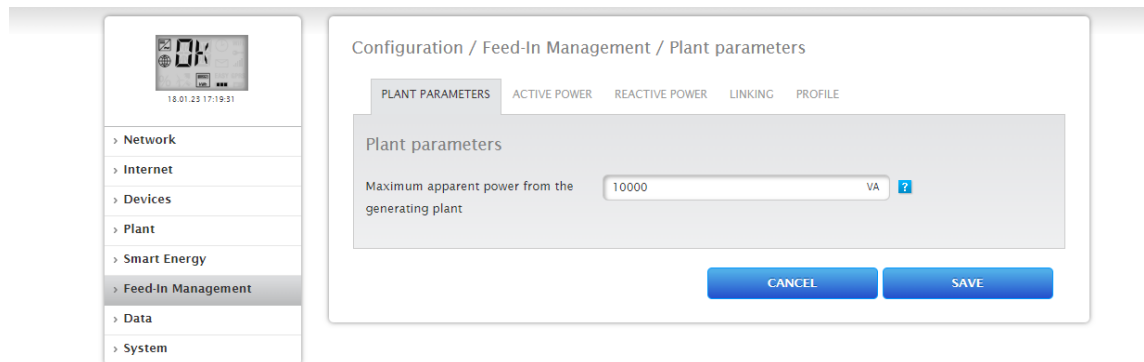 OK
18.01.23 17:19:31
› Network
› Internet
› Devices
› Plant
› Smart Energy
› Feed-In Management
› Data
› System
Configuration / Feed-In Management / Plant parameters
PLANT PARAMETERS ACTIVE POWER REACTIVE POWER LINKING PROFILE
Plant parameters
Maximum apparent power from the
generating plant
10000 VA ?
CANCEL SAVE